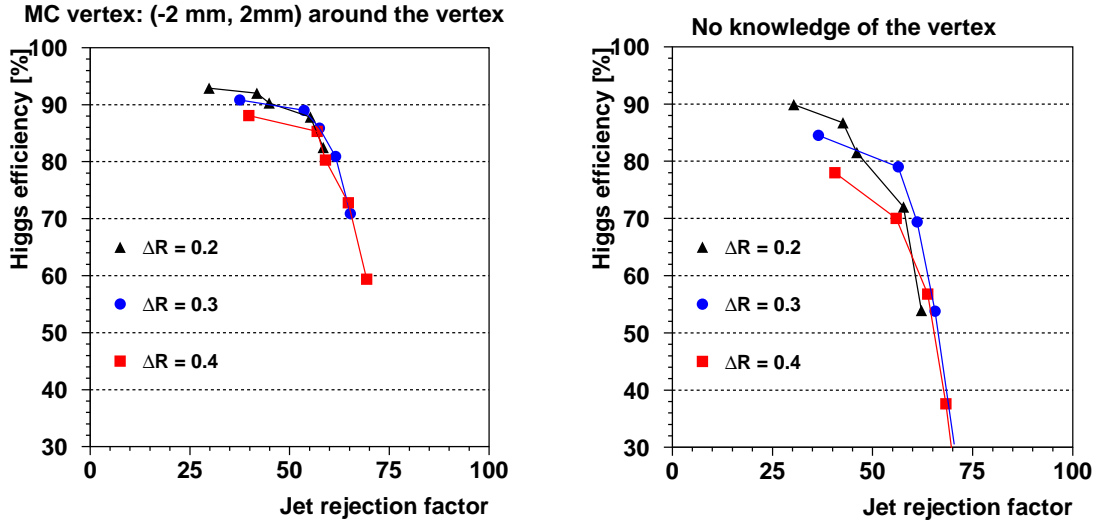 MC vertex: (-2 mm, 2mm) around the vertex
Higgs efficiency [%]
100
90
80
70
60
50
40
30
ΔR = 0.2
ΔR = 0.3
ΔR = 0.4
0
25
50
75
100
Jet rejection factor
No knowledge of the vertex
Higgs efficiency [%]
100
90
80
70
60
50
40
30
ΔR = 0.2
ΔR = 0.3
ΔR = 0.4
0
25
50
75
100
Jet rejection factor